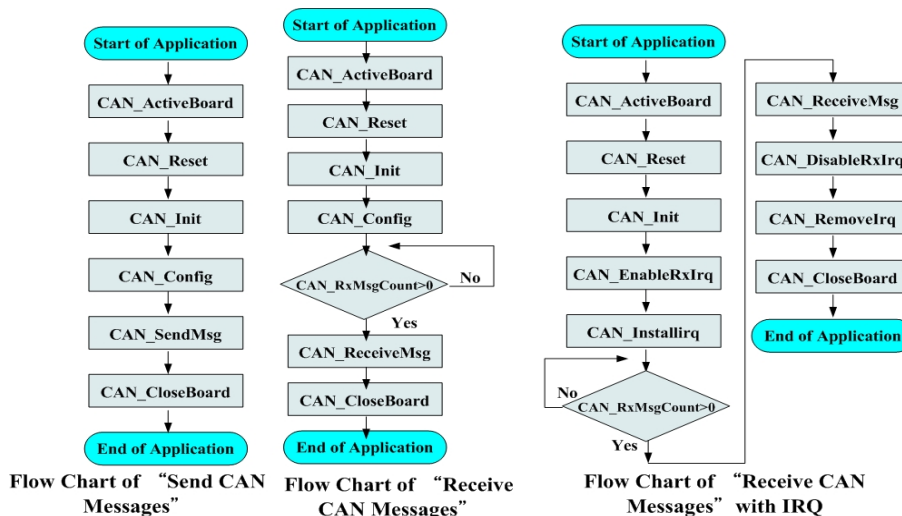 Start of Application
CAN_ActiveBoard
CAN_Reset
CAN_Init
CAN_Config
CAN_SendMsg
CAN_CloseBoard
End of Application
Flow Chart of “Send CAN
Messages”
Start of Application
CAN_ActiveBoard
CAN_Reset
CAN_Init
CAN_Config
CAN_RxMsgCount>0
No
Yes
CAN_ReceiveMsg
CAN_CloseBoard
End of Application
Flow Chart of “Receive
CAN Messages”
Start of Application
CAN_ActiveBoard
CAN_Reset
CAN_Init
CAN_EnableRxIrq
CAN_Installirq
No
CAN_RxMsgCount>0
Yes
CAN_ReceiveMsg
CAN_DisableRxIrq
CAN_RemoveIrq
CAN_CloseBoard
End of Application
Flow Chart of “Receive CAN
Messages” with IRQ